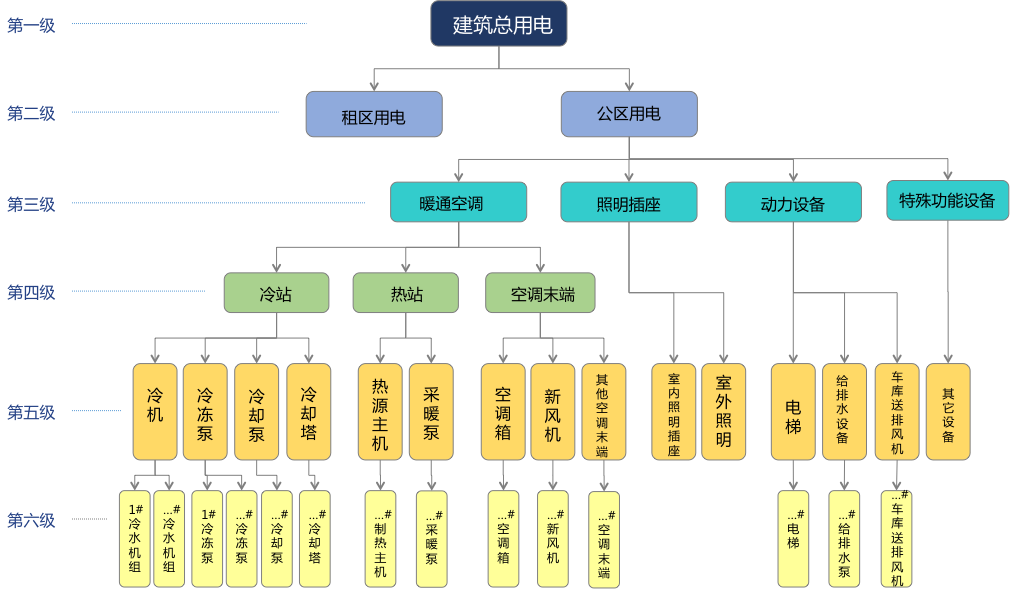 第一级
建筑总用电
第二级
租区用电
公区用电
第三级
暖通空调
照明插座
动力设备
特殊功能设备
第四级
冷站
热站
空调末端
第五级
冷机
冷冻泵
冷却泵
冷却塔
热源主机
采暖泵
空调箱
新风机
其他空调末端
室内照明插座
室外照明
电梯
给排水设备
车库送排风机
其它设备
第六级
1#冷水机组
...#冷水机组
1#冷冻泵
...#冷冻泵
...#冷却泵
...#冷却塔
...#制热主机
...#采暖泵
...#空调箱
...#新风机
...#空调末端
...#电梯
...#给排水泵
...#车库送排风机